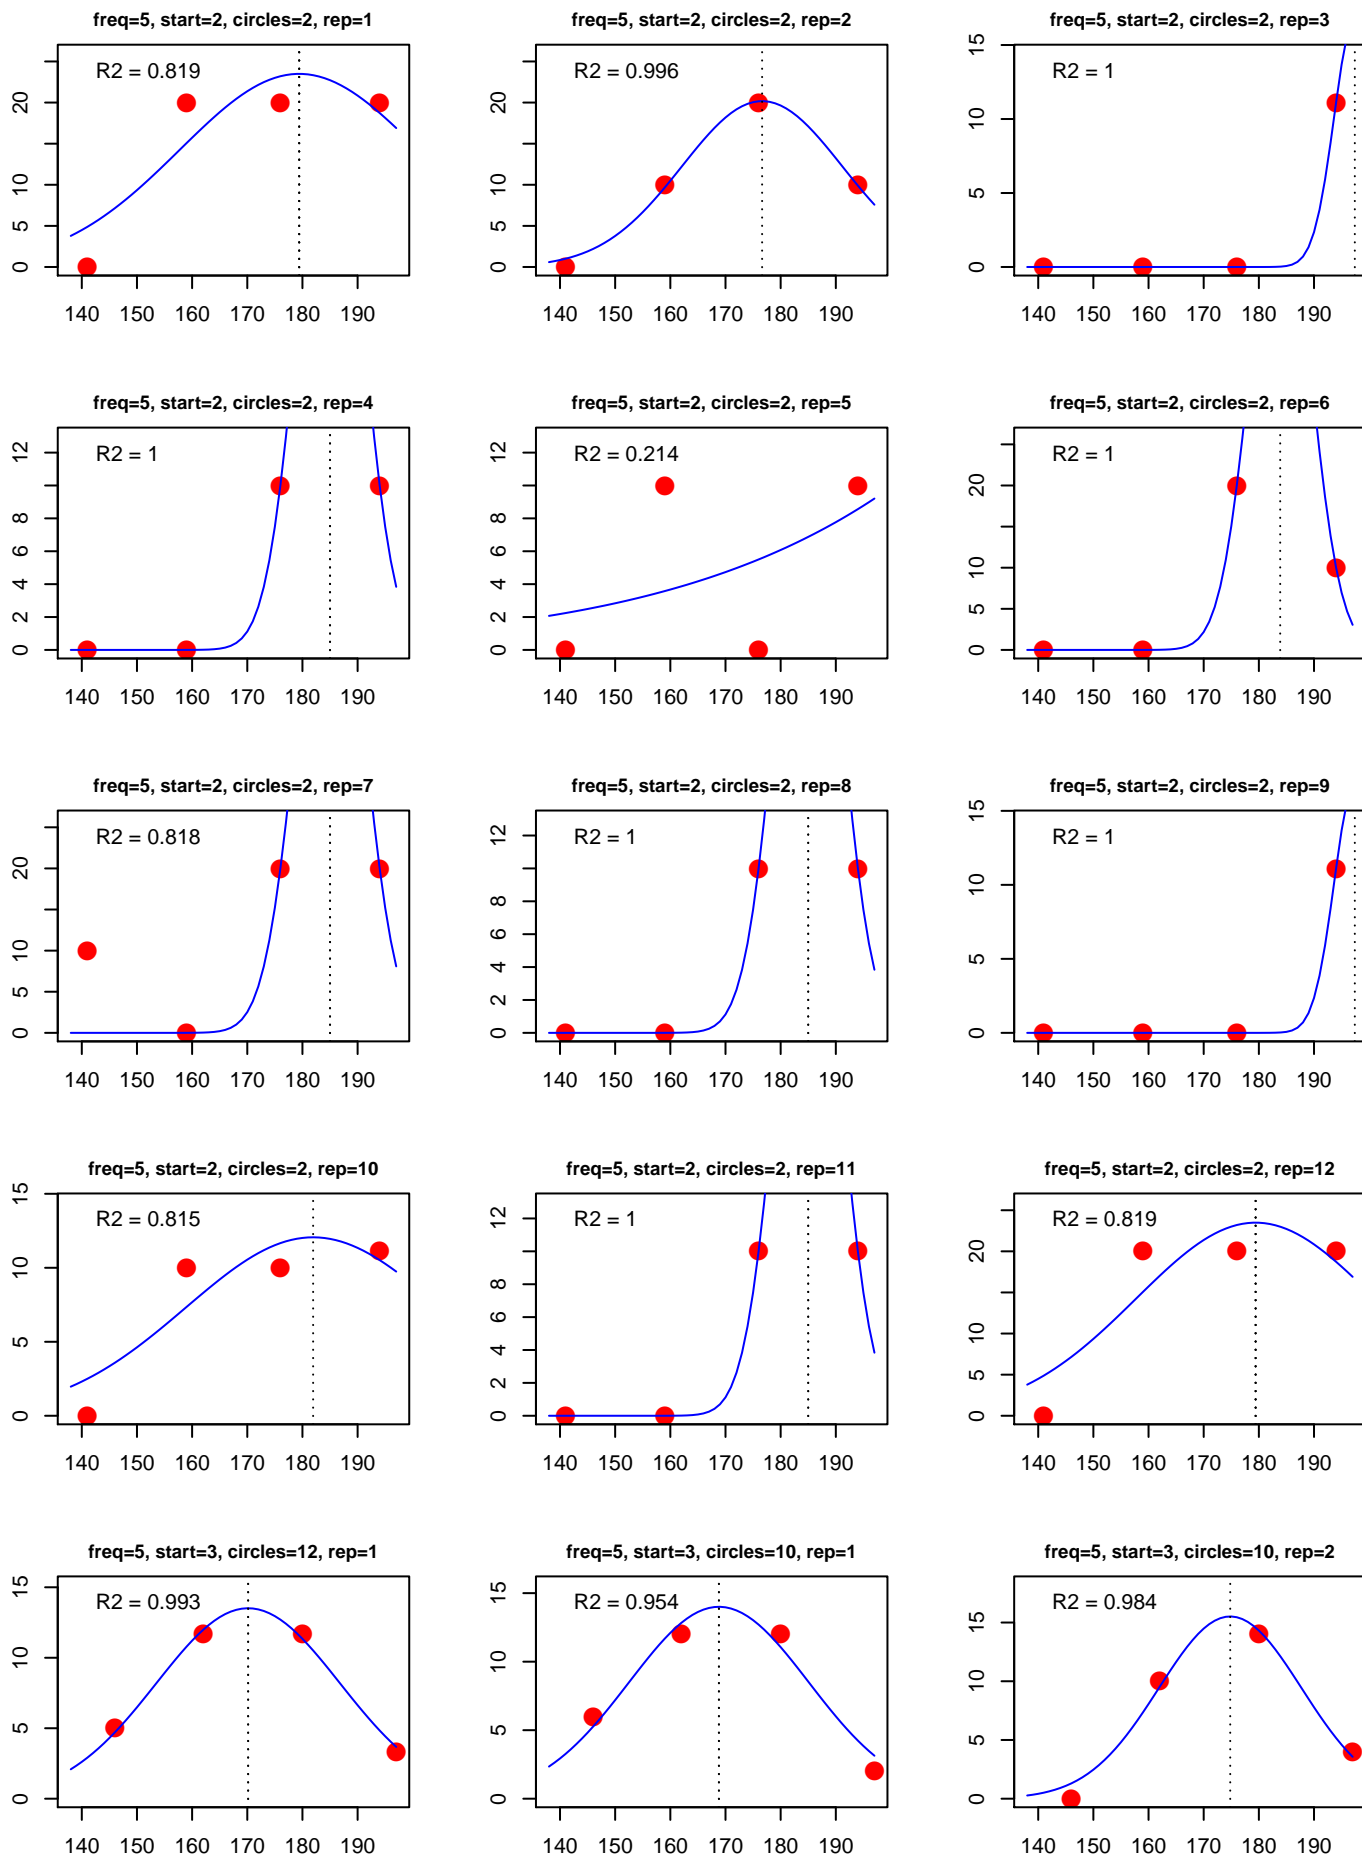 freq=5, start=2, circles=2, rep=1
freq=5, start=2, circles=2, rep=2
freq=5, start=2, circles=2, rep=3
R2 = 0.819
R2 = 0.996
R2 = 1
0 5 10 20
0 5 10 20
0 5 10 15
140 150 160 170 180 190
140 150 160 170 180 190
140 150 160 170 180 190
freq=5, start=2, circles=2, rep=4
freq=5, start=2, circles=2, rep=5
freq=5, start=2, circles=2, rep=6
R2 = 1
R2 = 0.214
R2 = 1
0 2 4 6 8 12
0 2 4 6 8 12
0 5 10 20
140 150 160 170 180 190
140 150 160 170 180 190
140 150 160 170 180 190
freq=5, start=2, circles=2, rep=7
freq=5, start=2, circles=2, rep=8
freq=5, start=2, circles=2, rep=9
R2 = 0.818
R2 = 1
R2 = 1
0 5 10 20
0 2 4 6 8 12
0 5 10 15
140 150 160 170 180 190
140 150 160 170 180 190
140 150 160 170 180 190
freq=5, start=2, circles=2, rep=10
freq=5, start=2, circles=2, rep=11
freq=5, start=2, circles=2, rep=12
R2 = 0.815
R2 = 1
R2 = 0.819
0 5 10 15
0 2 4 6 8 12
0 5 10 20
140 150 160 170 180 190
140 150 160 170 180 190
140 150 160 170 180 190
freq=5, start=3, circles=12, rep=1
freq=5, start=3, circles=10, rep=1
freq=5, start=3, circles=10, rep=2
R2 = 0.993
R2 = 0.954
R2 = 0.984
0 5 10 15
0 5 10 15
0 5 10 15
140 150 160 170 180 190
140 150 160 170 180 190
140 150 160 170 180 190